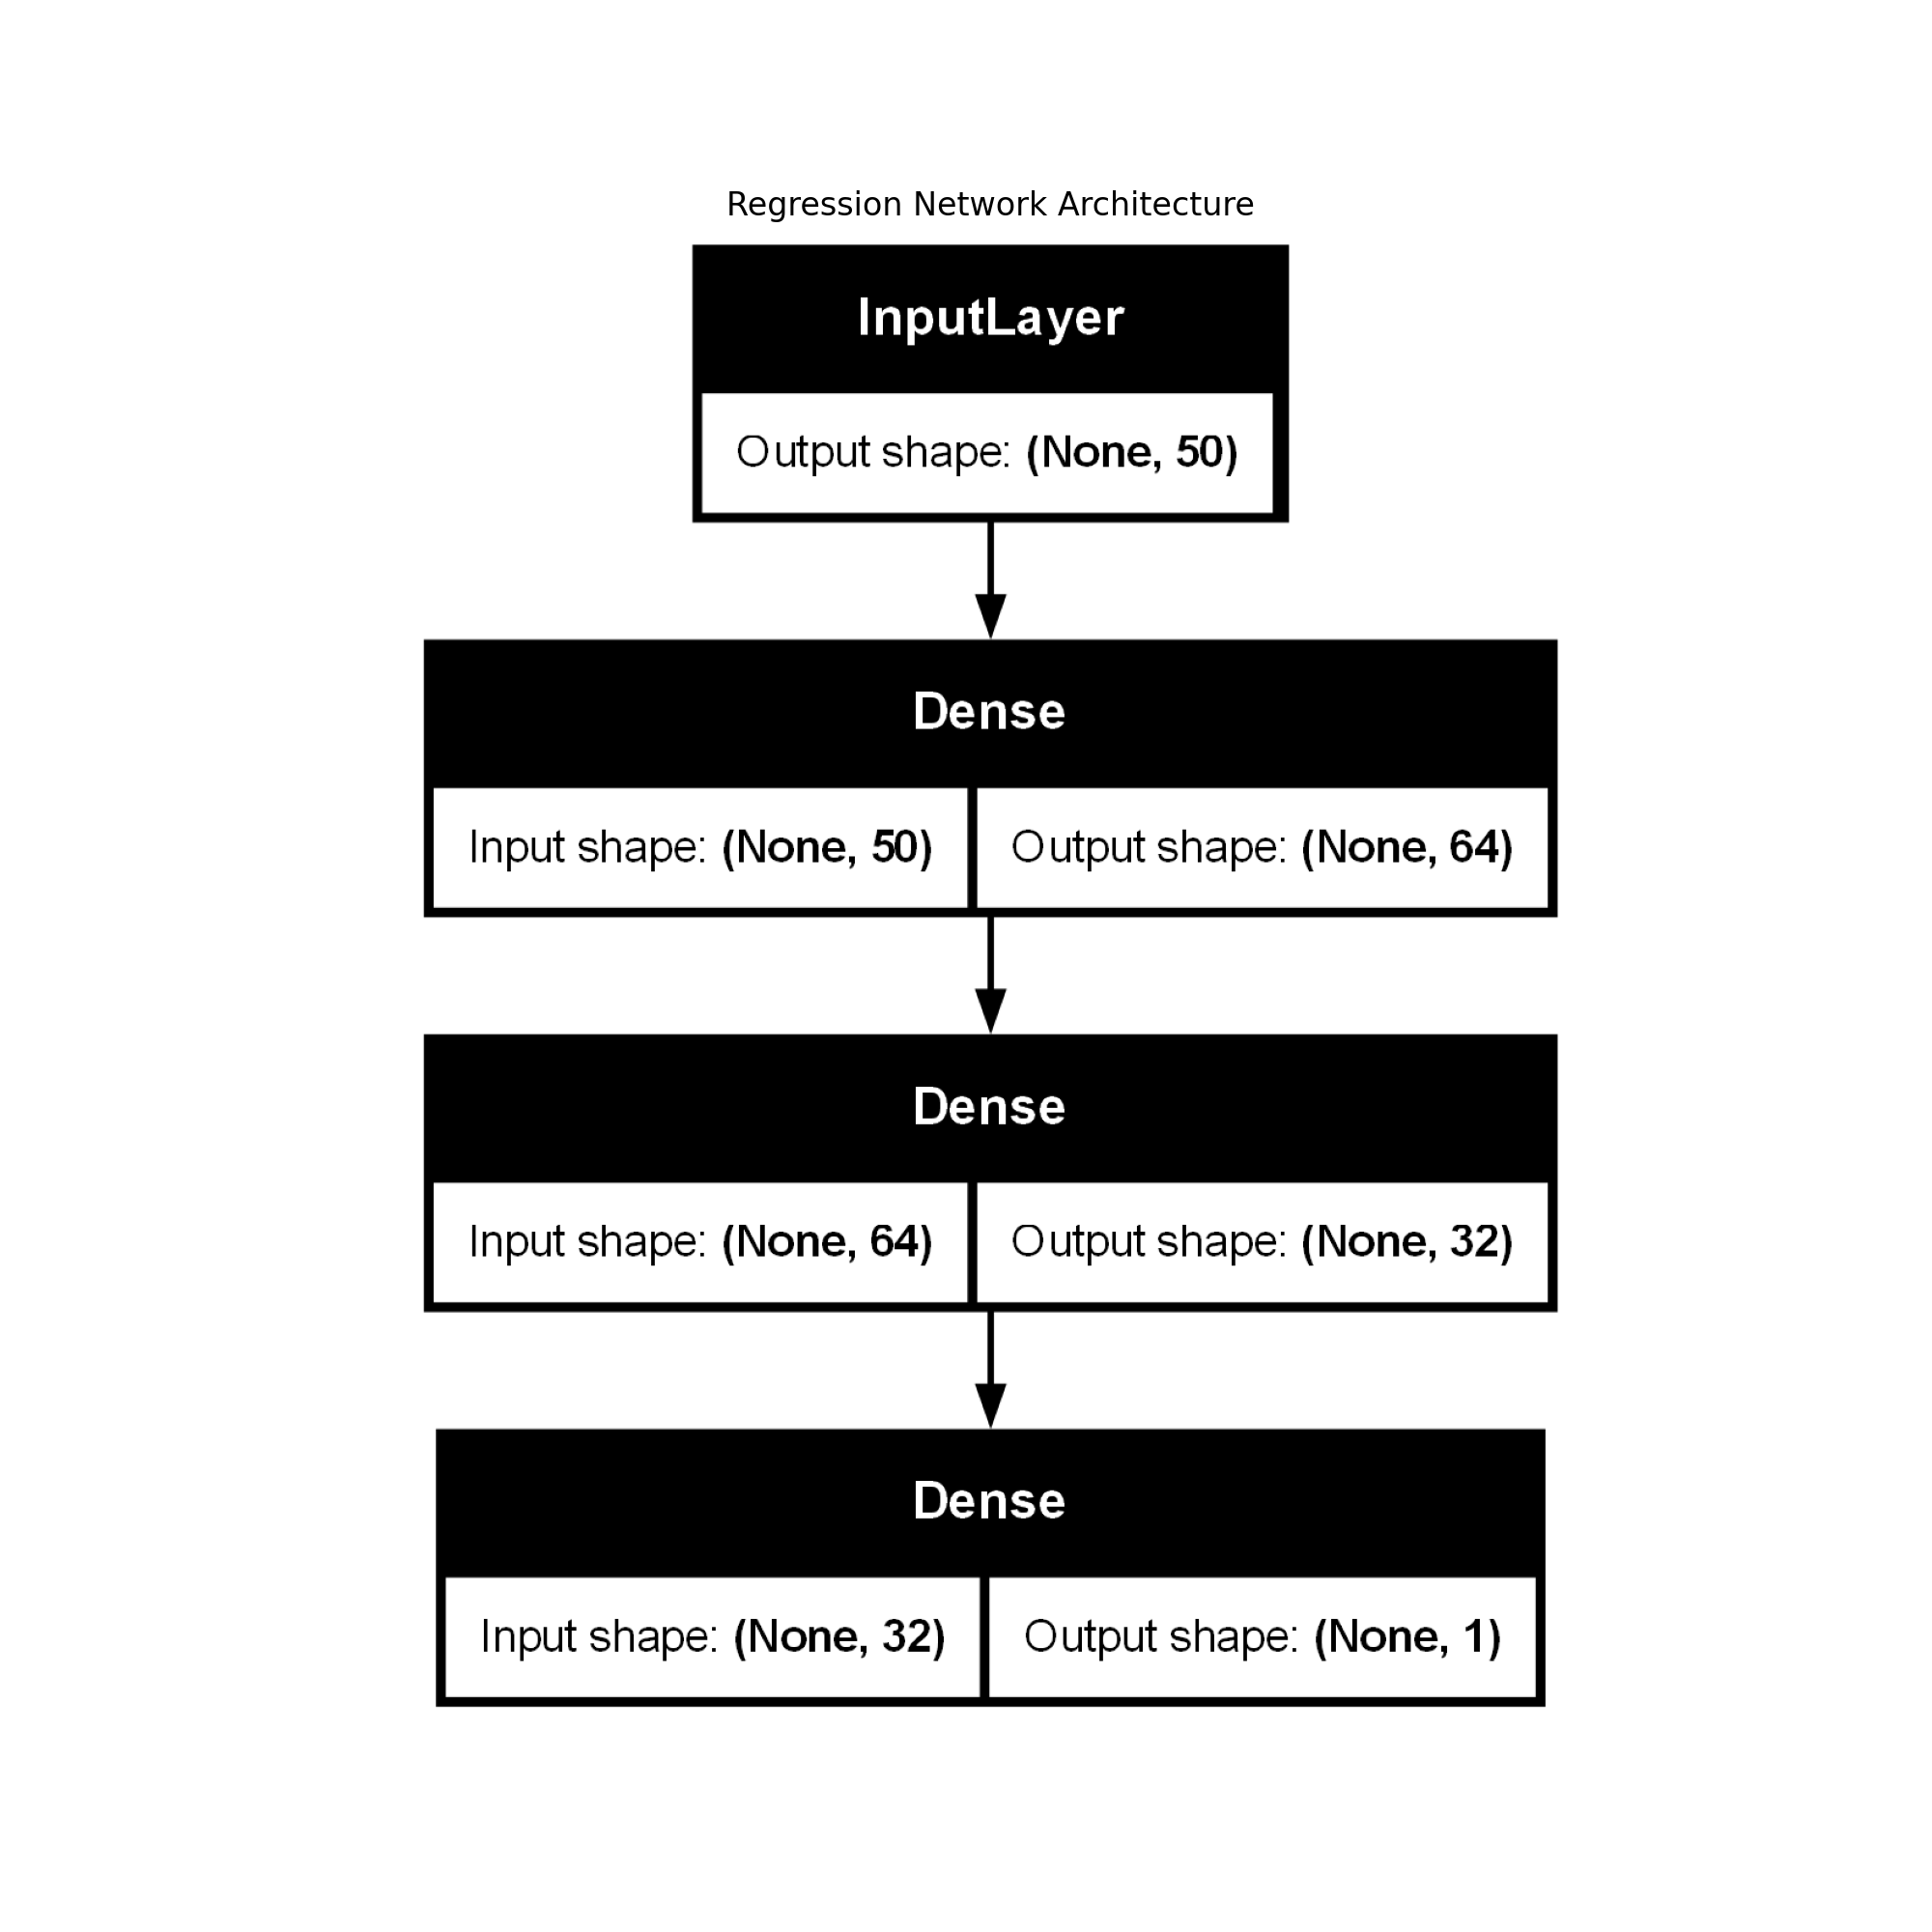 Regression Network Architecture
InputLayer
Output shape: (None, 50)
Dense
Input shape: (None, 50) Output shape: (None, 64)
Dense
Input shape: (None, 64) Output shape: (None, 32)
Dense
Input shape: (None, 32) Output shape: (None, 1)